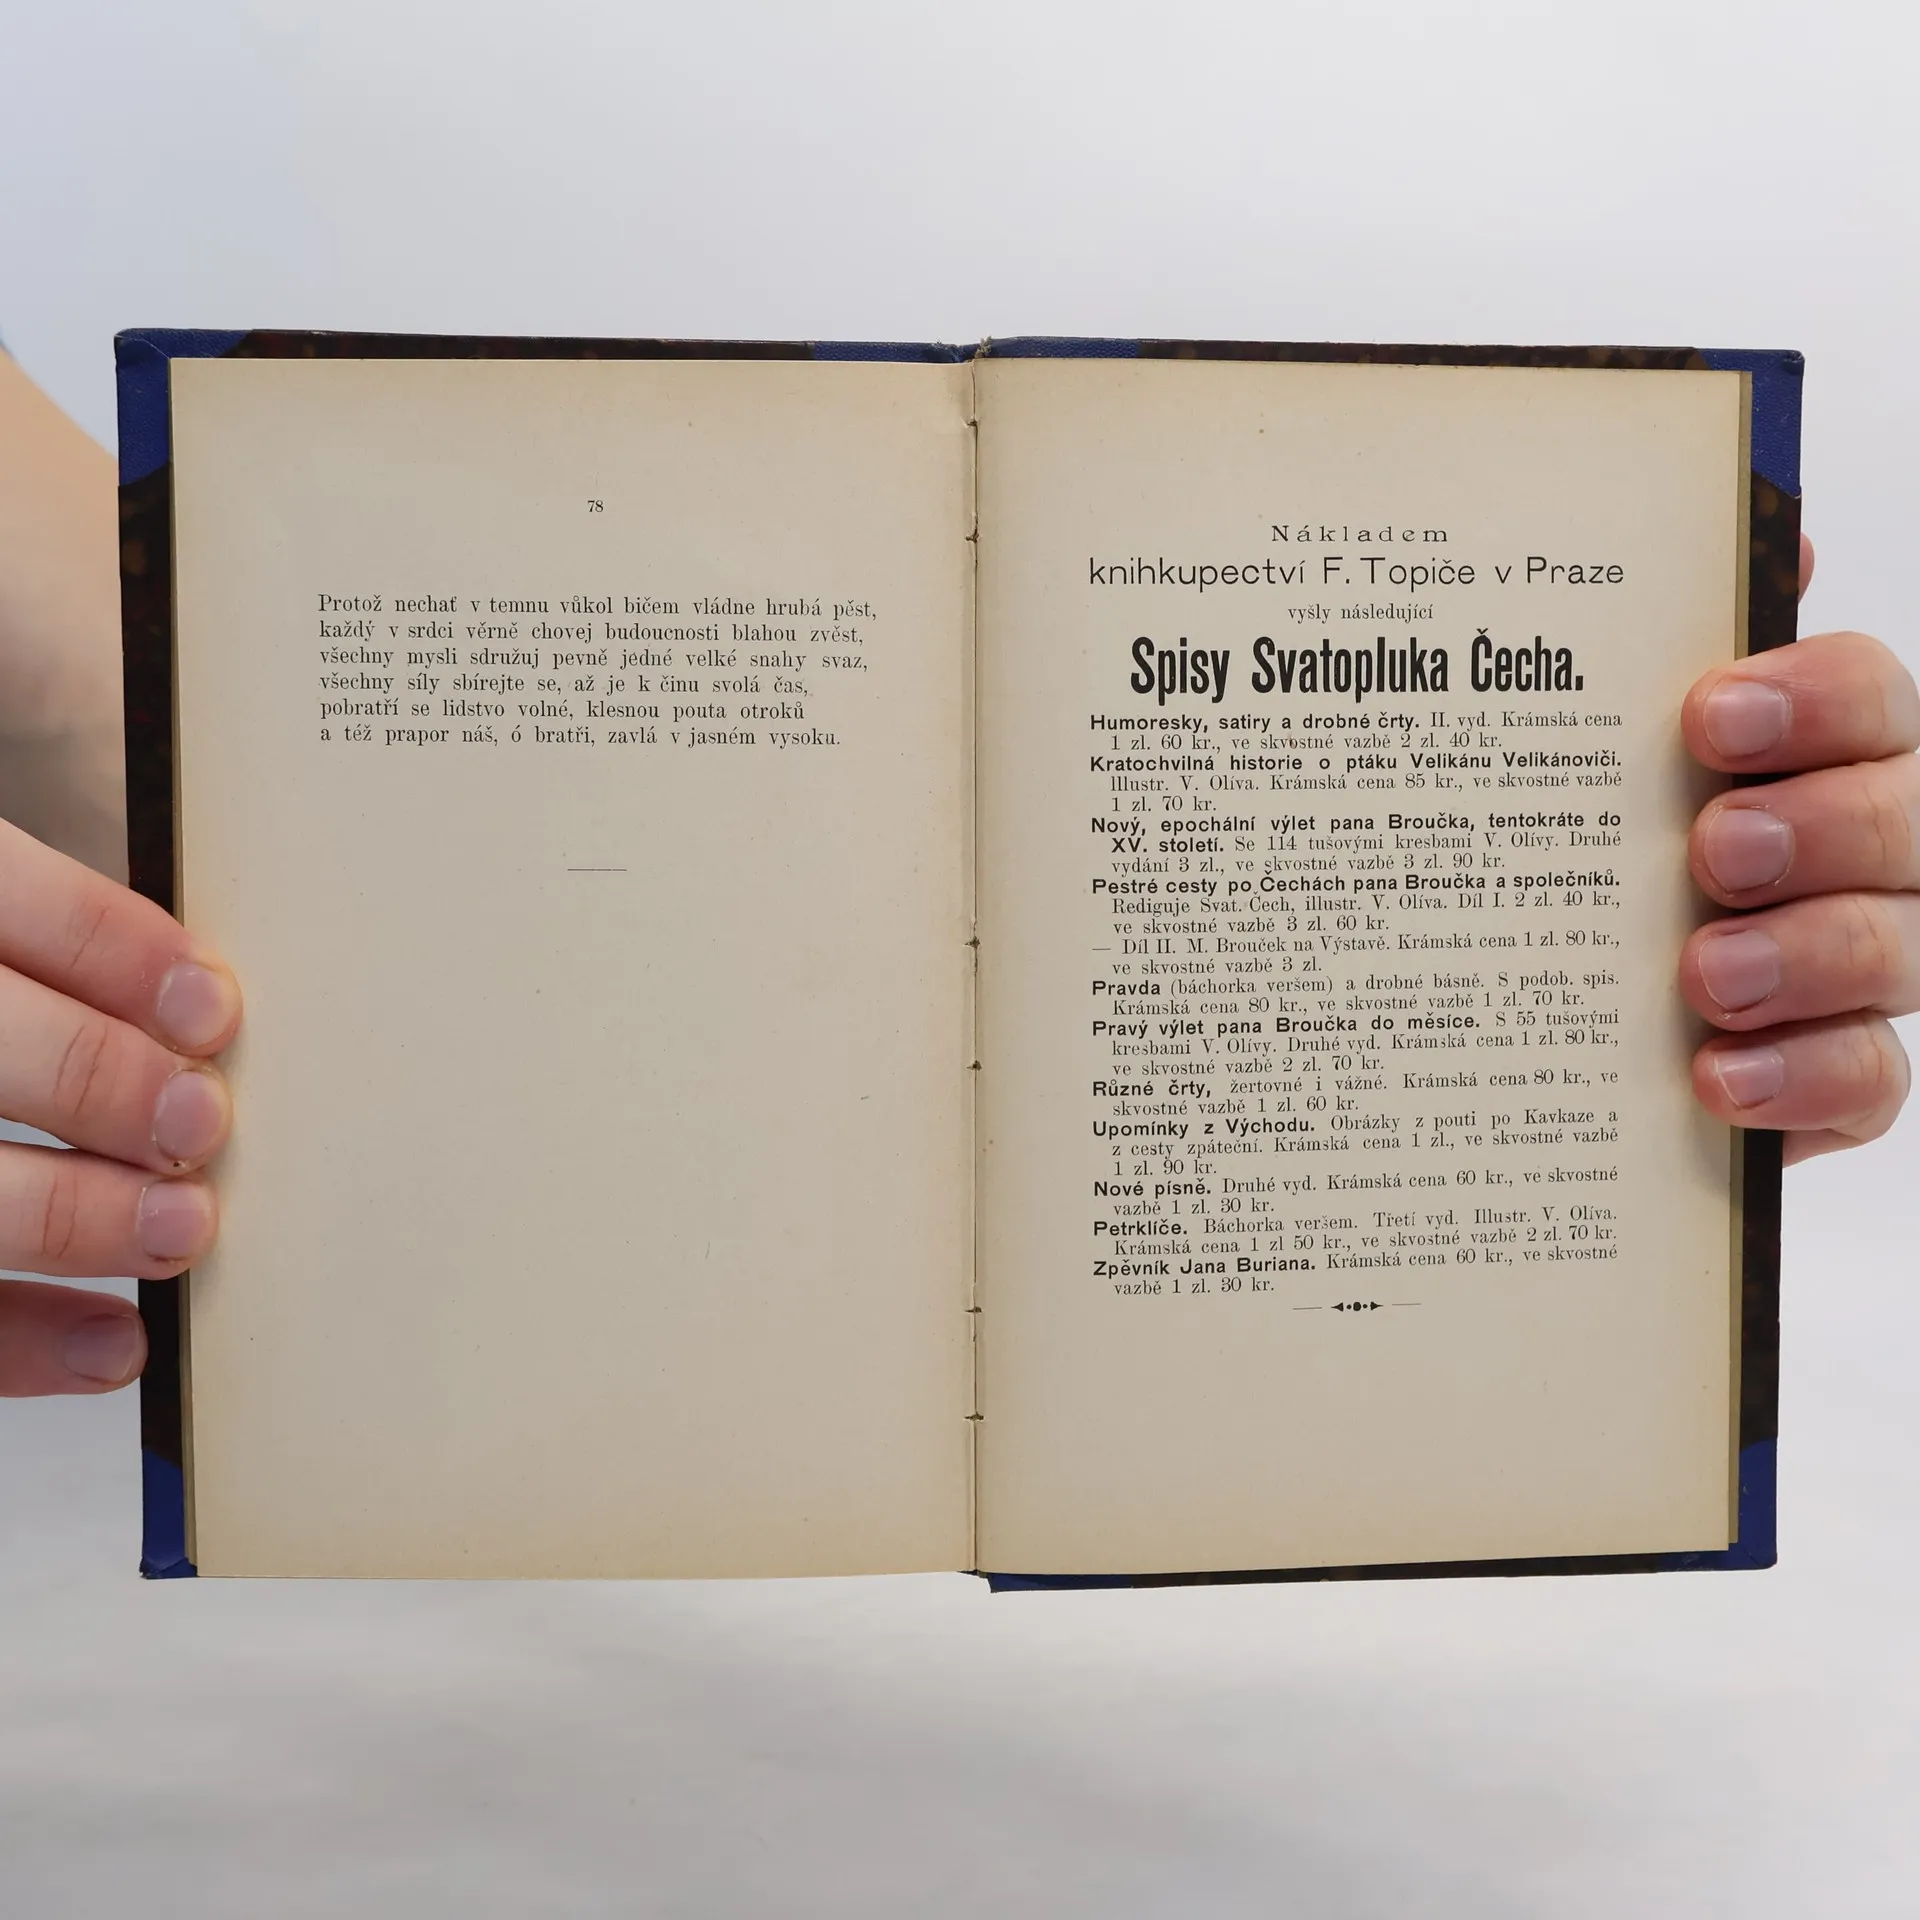 78
Protož nechať v temnu vůkol bičem vládne hrubá pěst,
každý v srdci věrně chovej budoucnosti blahou zvěst,
všechny mysli sdružuj pevně jedné velké snahy svaz,
všechny síly sbírejte se, až je k činu svolá čas,
pobratří se lidstvo volné, klesnou pouta otroků
a též prapor náš, ó bratři, zavlá v jasném vysoku.
Nákladem
knihkupectví F. Topiče v Praze
vyšly následující
Spisy Svatopluka Čecha.
Humoresky, satiry a drobné črty. II. vyd. Krámská cena
1 zl. 60 kr., ve skvostné vazbě 2 zl. 40 kr.
Kratochvilná historie o ptáku Velikánu Velikánoviči.
Illustr. V. Olíva. Krámská cena 85 kr., ve skvostné vazbě
1 zl. 70 kr.
Nový, epochální výlet pana Broučka, tentokráte do
XV. století. Se 114 tušovými kresbami V. Olívy. Druhé
vydání 3 zl., ve skvostné vazbě 3 zl. 90 kr.
Pestré cesty po Čechách pana Broučka a společníků.
Rediguje Svat. Čech, illustr. V. Olíva. Díl I. 2 zl. 40 kr.,
ve skvostné vazbě 3 zl. 60 kr.
— Díl II. M. Brouček na Výstavě. Krámská cena 1 zl. 80 kr.,
ve skvostné vazbě 3 zl.
Pravda (báchorka veršem) a drobné básně. S podob. spis.
Krámská cena 80 kr., ve skvostné vazbě 1 zl. 70 kr.
Pravý výlet pana Broučka do měsíce. S 55 tušovými
kresbami V. Olívy. Druhé vyd. Krámská cena 1 zl. 80 kr.,
ve skvostné vazbě 2 zl. 70 kr.
Různé črty, žertovné i vážné. Krámská cena 80 kr., ve
skvostné vazbě 1 zl. 60 kr.
Upomínky z Východu. Obrázky z pouti po Kavkaze a
z cesty zpáteční. Krámská cena 1 zl., ve skvostné vazbě
1 zl. 90 kr.
Nové písně. Druhé vyd. Krámská cena 60 kr., ve skvostné
vazbě 1 zl. 30 kr.
Petrklíče. Báchorka veršem. Třetí vyd. Illustr. V. Olíva.
Krámská cena 1 zl 50 kr., ve skvostné vazbě 2 zl. 70 kr.
Zpěvník Jana Buriana. Krámská cena 60 kr., ve skvostné
vazbě 1 zl. 30 kr.